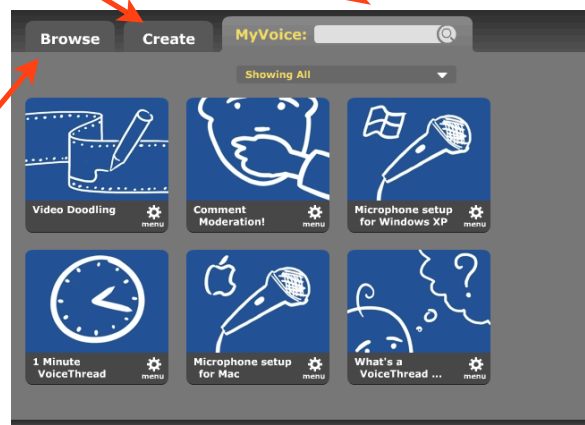 Browse
Create
MyVoice:
Showing All
Video Doodling
menu
Comment
Moderation!
menu
Microphone setup
for Windows XP
menu
1 Minute
VoiceThread
menu
Microphone setup
for Mac
menu
What's a
VoiceThread ...
menu